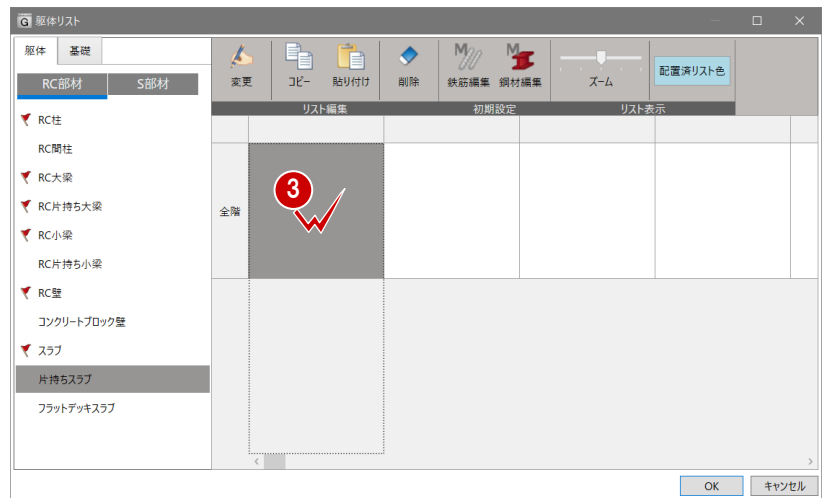 G 躯体リスト
躯体 基礎
RC部材 S部材
RC柱
RC間柱
RC大梁
RC片持ち大梁
RC小梁
RC片持ち小梁
RC壁
コンクリートブロック壁
スラブ
片持ちスラブ
フラットデッキスラブ
変更 コピー 貼り付け 削除 鉄筋編集 鋼材編集 ズーム 配置済リスト色
リスト編集 初期設定 リスト表示
全階
3
OK キャンセル